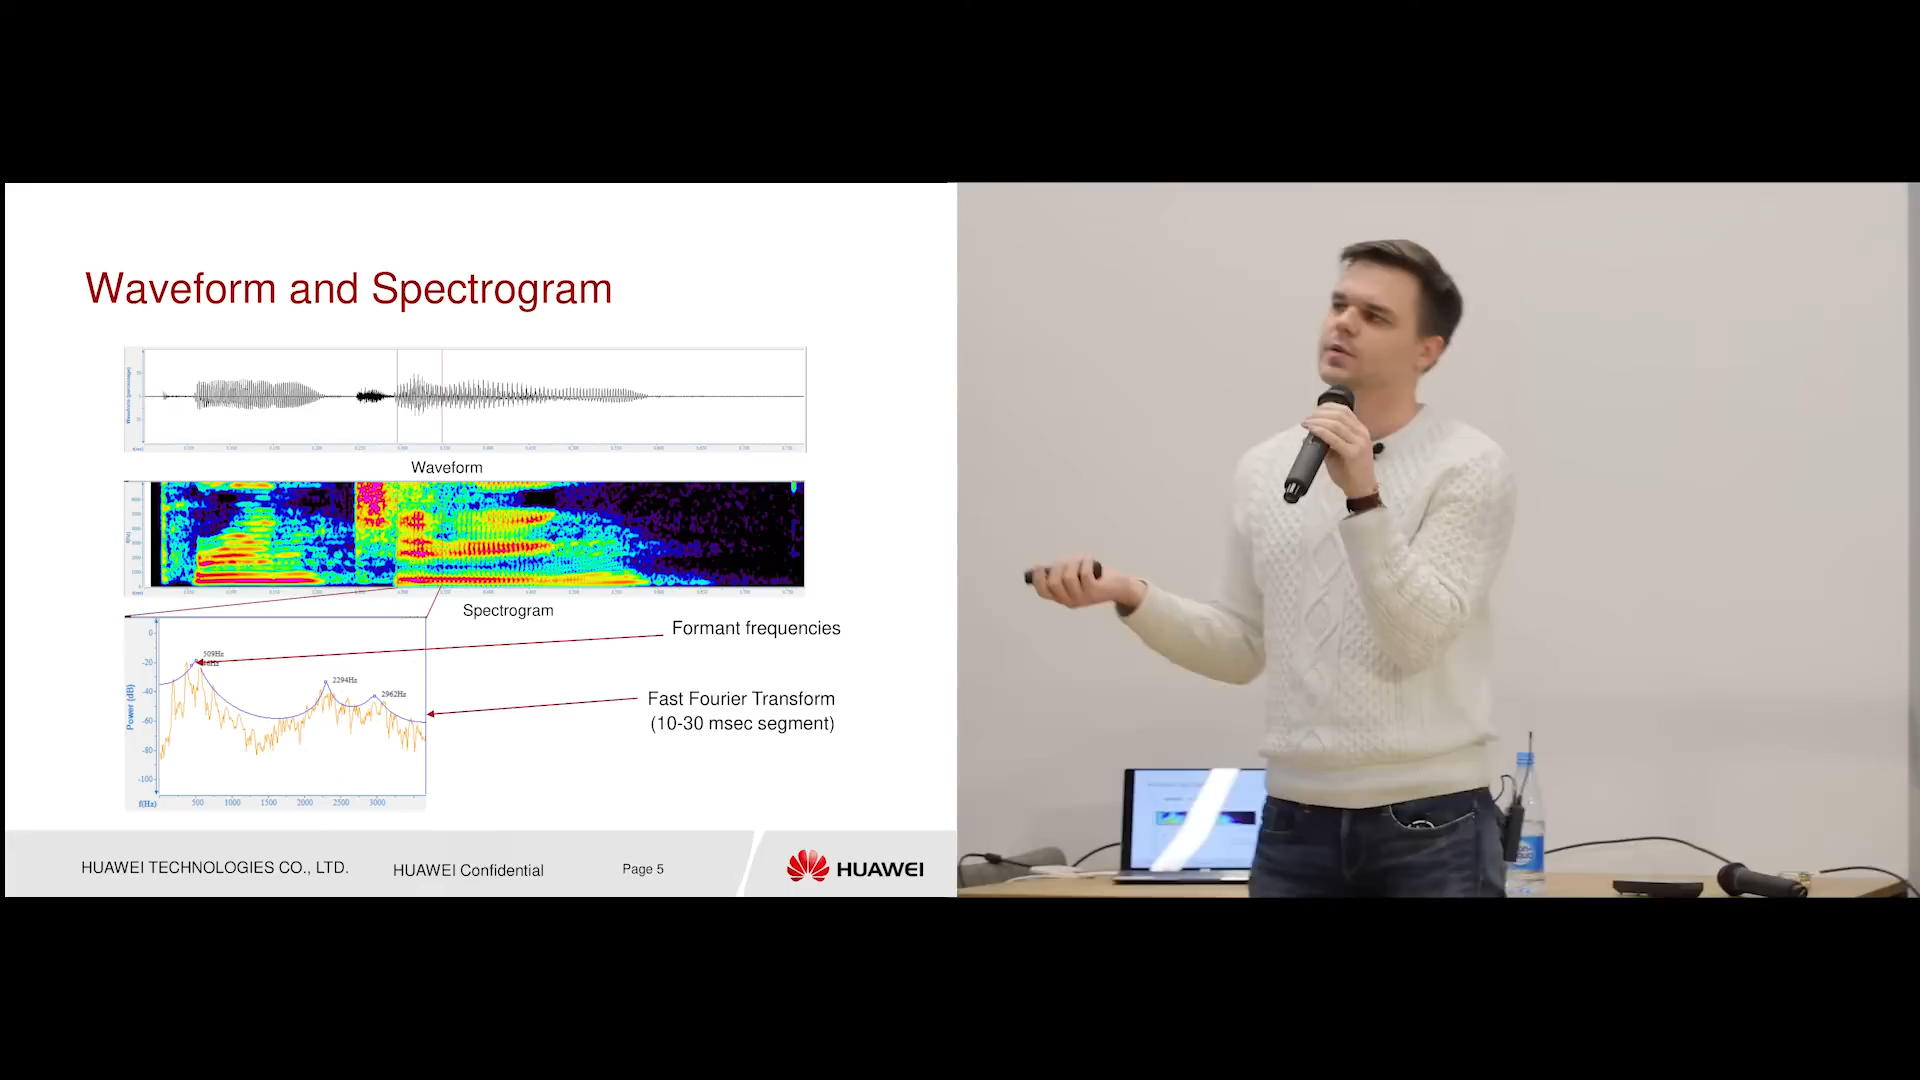 Waveform and Spectrogram
Waveform
Spectrogram
Formant frequencies
509Hz
2294Hz
2962Hz
Fast Fourier Transform
(10-30 msec segment)
Power (dB)
0
-20
-40
-60
-80
-100
f(Hz) 500 1000 1500 2000 2500 3000
HUAWEI TECHNOLOGIES CO., LTD. HUAWEI Confidential Page 5 HUAWEI